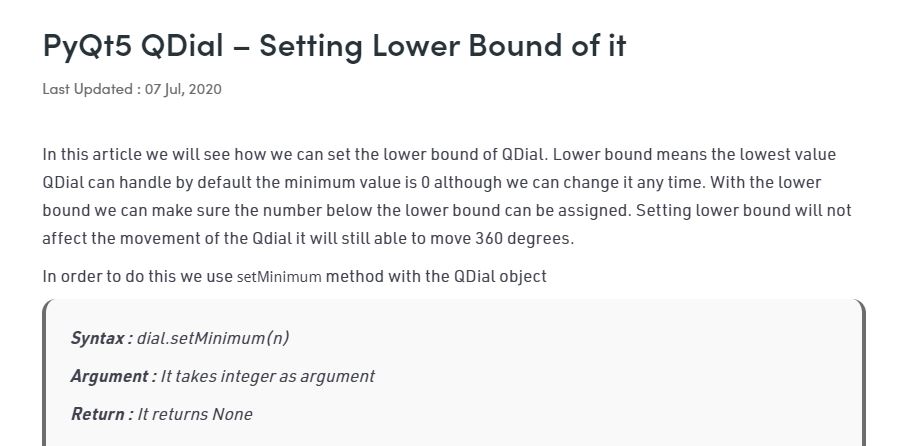 PyQt5 QDial – Setting Lower Bound of it
Last Updated : 07 Jul, 2020
In this article we will see how we can set the lower bound of QDial. Lower bound means the lowest value
QDial can handle by default the minimum value is 0 although we can change it any time. With the lower
bound we can make sure the number below the lower bound can be assigned. Setting lower bound will not
affect the movement of the Qdial it will still able to move 360 degrees.
In order to do this we use setMinimum method with the QDial object
Syntax : dial.setMinimum(n)
Argument : It takes integer as argument
Return : It returns None